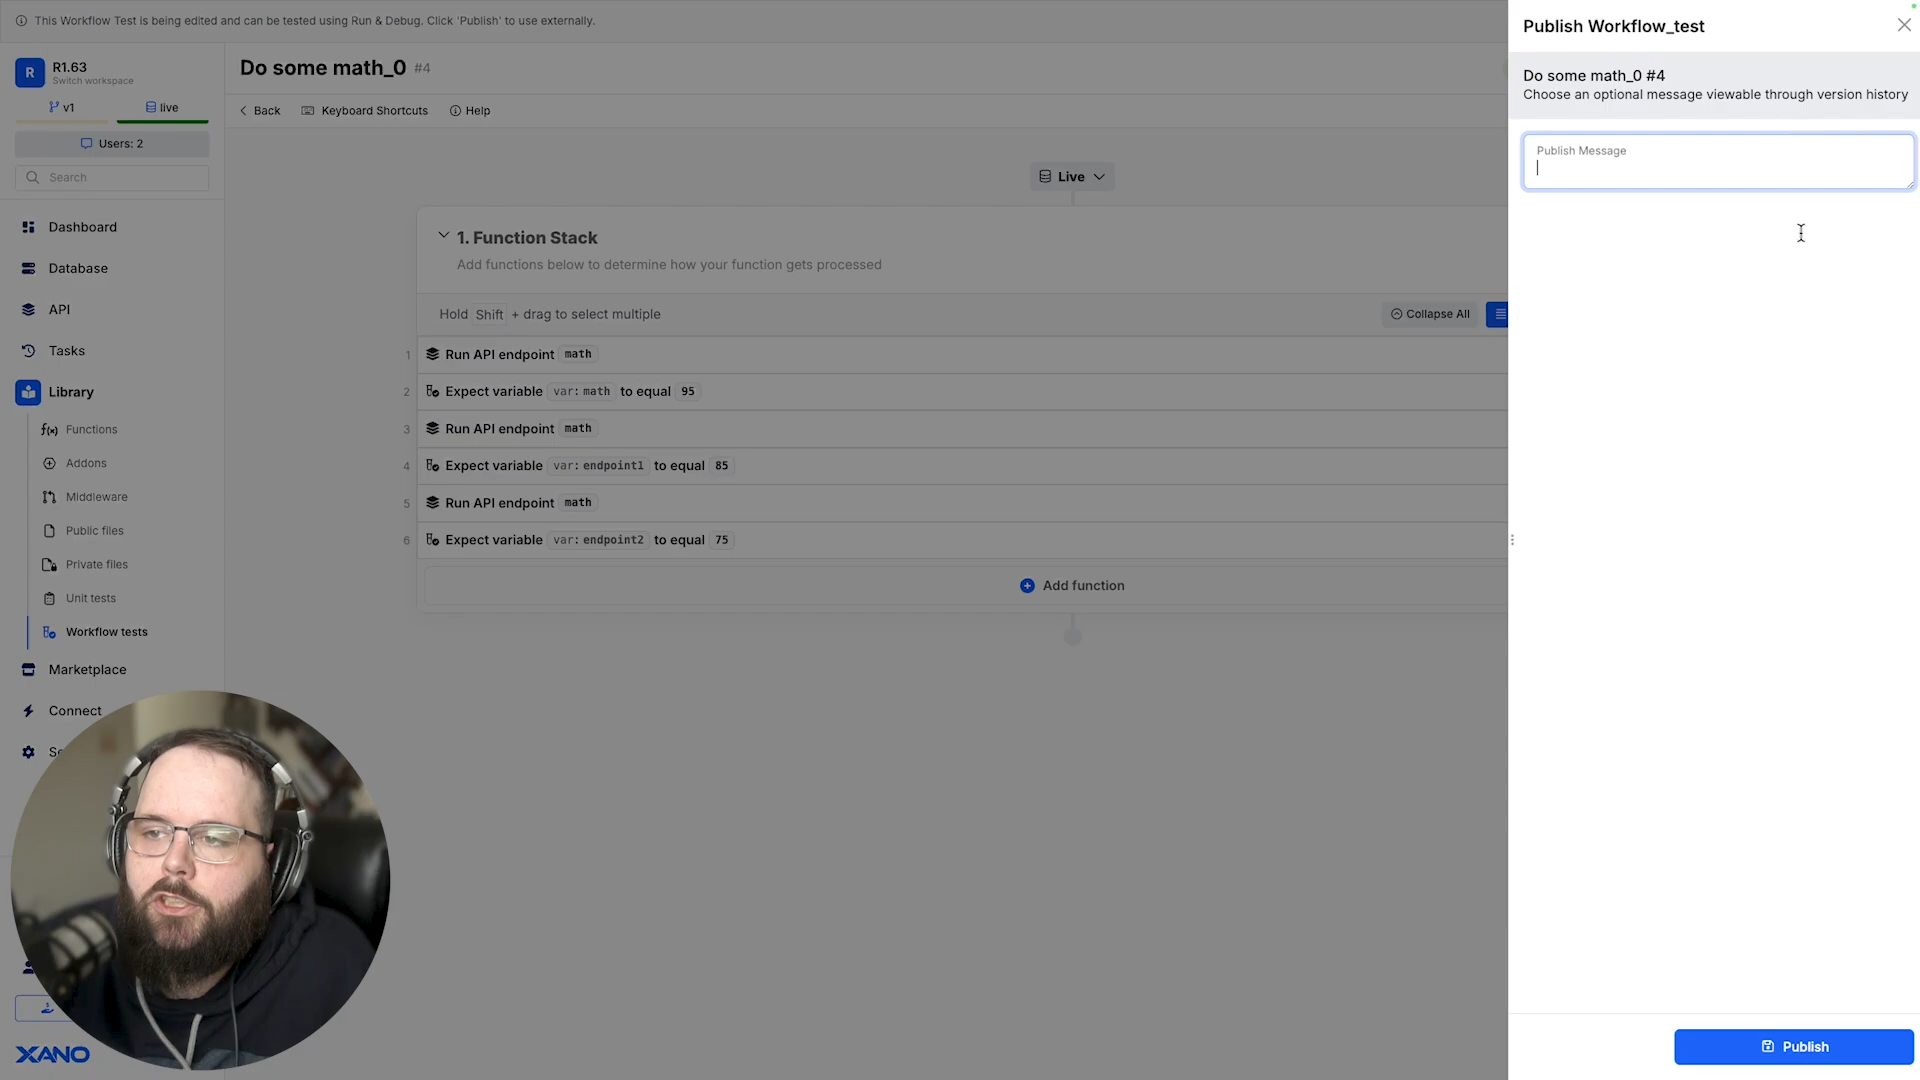 This Workflow Test is being edited and can be tested using Run & Debug. Click 'Publish' to use externally.
R
R1.63
Switch workspace
v1
live
Users: 2
Search
Dashboard
Database
API
Tasks
Library
Functions
Addons
Middleware
Public files
Private files
Unit tests
Workflow tests
Marketplace
Connect
Se
XANO
Do some math_0 #4
Back
Keyboard Shortcuts
Help
Live
1. Function Stack
Add functions below to determine how your function gets processed
Hold Shift + drag to select multiple
Collapse All
1 Run API endpoint math
2 Expect variable var: math to equal 95
3 Run API endpoint math
4 Expect variable var: endpoint1 to equal 85
5 Run API endpoint math
6 Expect variable var: endpoint2 to equal 75
Add function
Publish Workflow_test
Do some math_0 #4
Choose an optional message viewable through version history
Publish Message
Publish